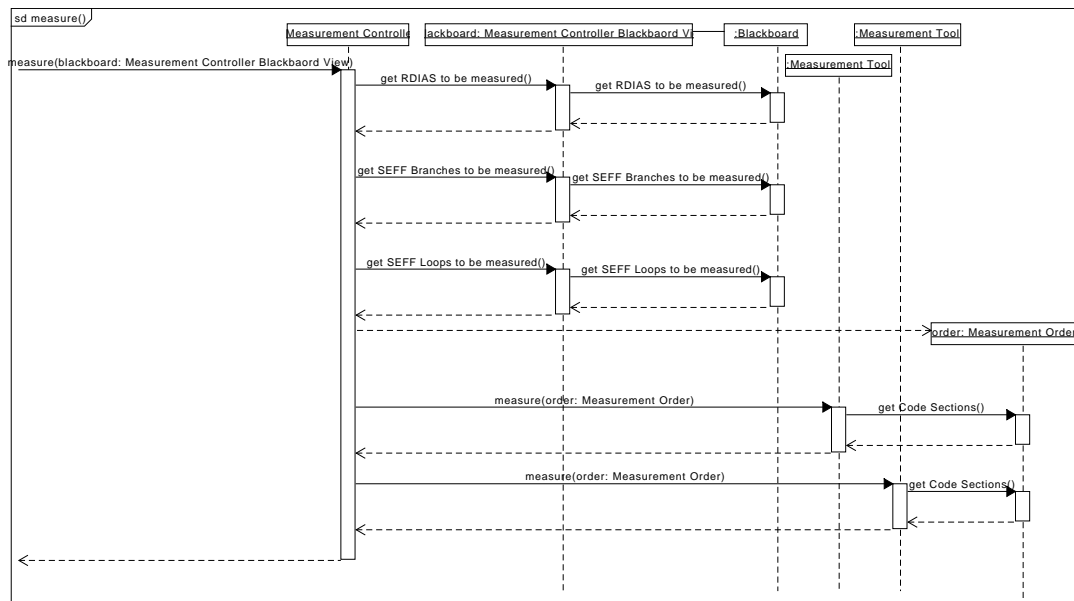 sd measure()
Measurement Controlle
lackboard: Measurement Controller Blackbaord Vi
:Blackboard
:Measurement Tool
:Measurement Tool
measure(blackboard: Measurement Controller Blackbaord View)
get RDIAS to be measured()
get RDIAS to be measured()
get SEFF Branches to be measured()
get SEFF Branches to be measured()
get SEFF Loops to be measured()
get SEFF Loops to be measured()
order: Measurement Order
measure(order: Measurement Order)
get Code Sections()
measure(order: Measurement Order)
get Code Sections()